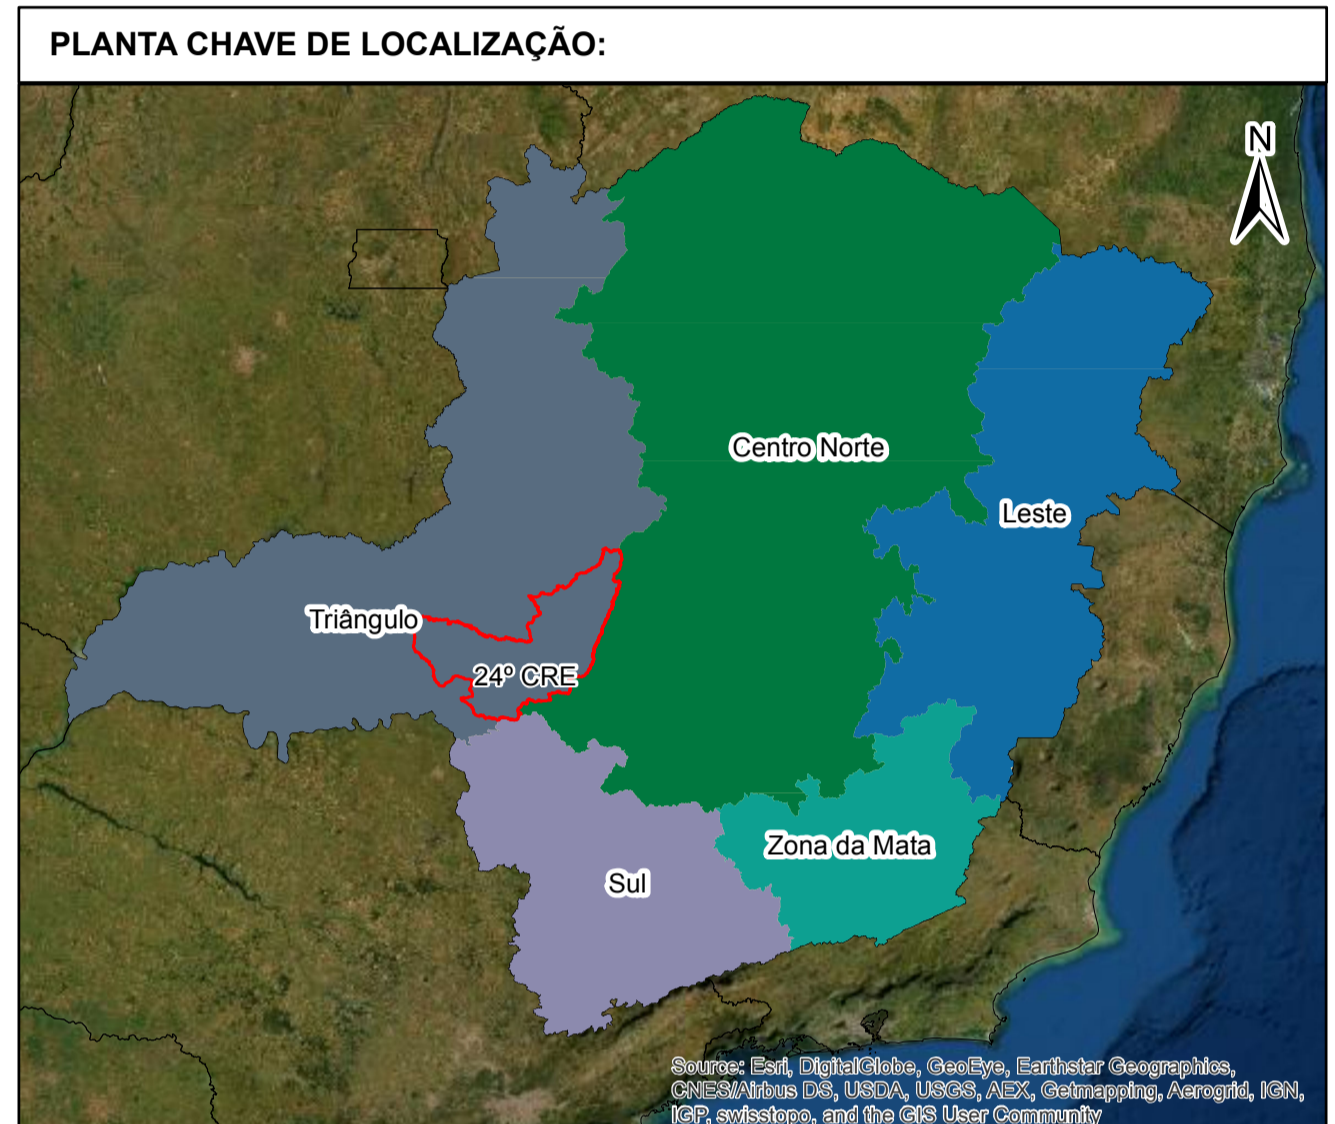 PLANTA CHAVE DE LOCALIZAÇÃO:
N
Centro Norte
Leste
Triângulo
24º CRE
Zona da Mata
Sul
Source: Esri, DigitalGlobe, GeoEye, Earthstar Geographics,
CNES/Airbus DS, USDA, USGS, AEX, Getmapping, Aerogrid, IGN,
IGP, swisstopo, and the GIS User Community